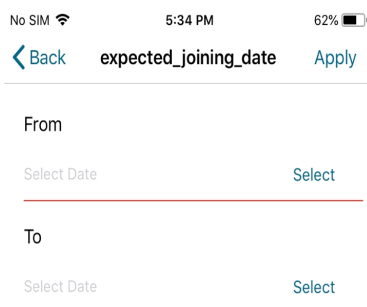 No SIM 5:34 PM 62%
Back expected_joining_date Apply
From
Select Date Select
To
Select Date Select